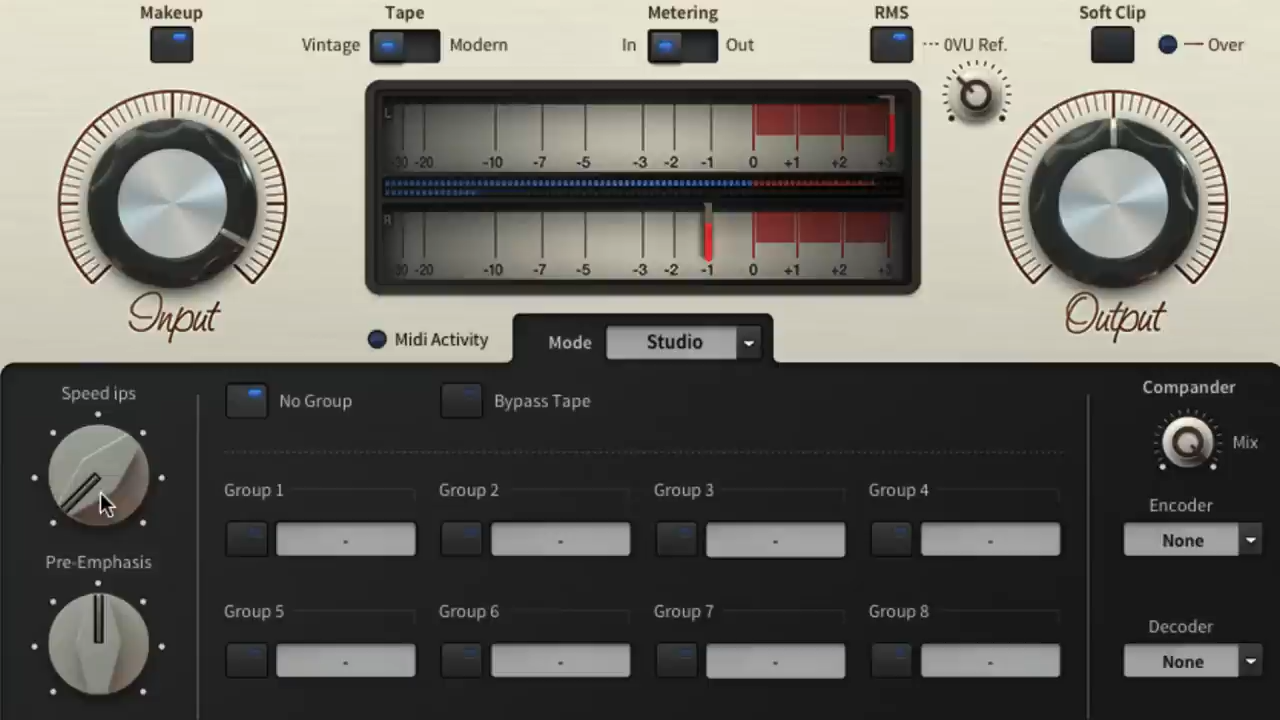 Makeup
Tape
Metering
RMS
Soft Clip
Vintage
Modern
In
Out
0VU Ref.
Over
L
-20 -10 -7 -5 -3 -2 -1 0 +1 +2 +3
R
-20 -10 -7 -5 -3 -2 -1 0 +1 +2 +3
Input
Output
Midi Activity
Mode
Studio
Speed ips
No Group
Bypass Tape
Compander
Mix
Group 1
Group 2
Group 3
Group 4
Encoder
-
-
-
-
None
Pre-Emphasis
Group 5
Group 6
Group 7
Group 8
Decoder
-
-
-
-
None